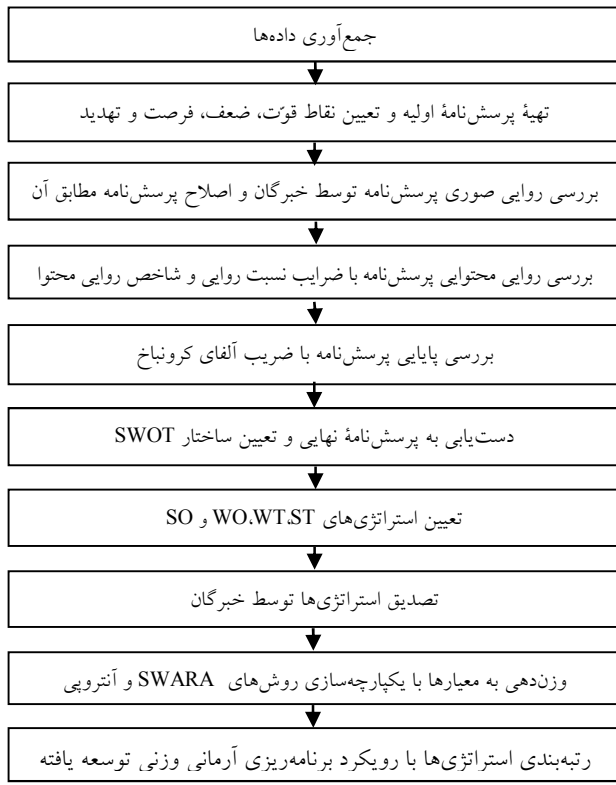 جمع‌آوری داده‌ها
تهیۀ پرسش‌نامۀ اولیه و تعیین نقاط قوّت، ضعف، فرصت و تهدید
بررسی روایی صوری پرسش‌نامه توسط خبرگان و اصلاح پرسش‌نامه مطابق آن
بررسی روایی محتوایی پرسش‌نامه با ضرایب نسبت روایی و شاخص روایی محتوا
بررسی پایایی پرسش‌نامه با ضریب آلفای کرونباخ
دست‌یابی به پرسش‌نامۀ نهایی و تعیین ساختار SWOT
تعیین استراتژی‌های WO،WT،ST و SO
تصدیق استراتژی‌ها توسط خبرگان
وزن‌دهی به معیارها با یکپارچه‌سازی روش‌های SWARA و آنتروپی
رتبه‌بندی استراتژی‌ها با رویکرد برنامه‌ریزی آرمانی وزنی توسعه یافته